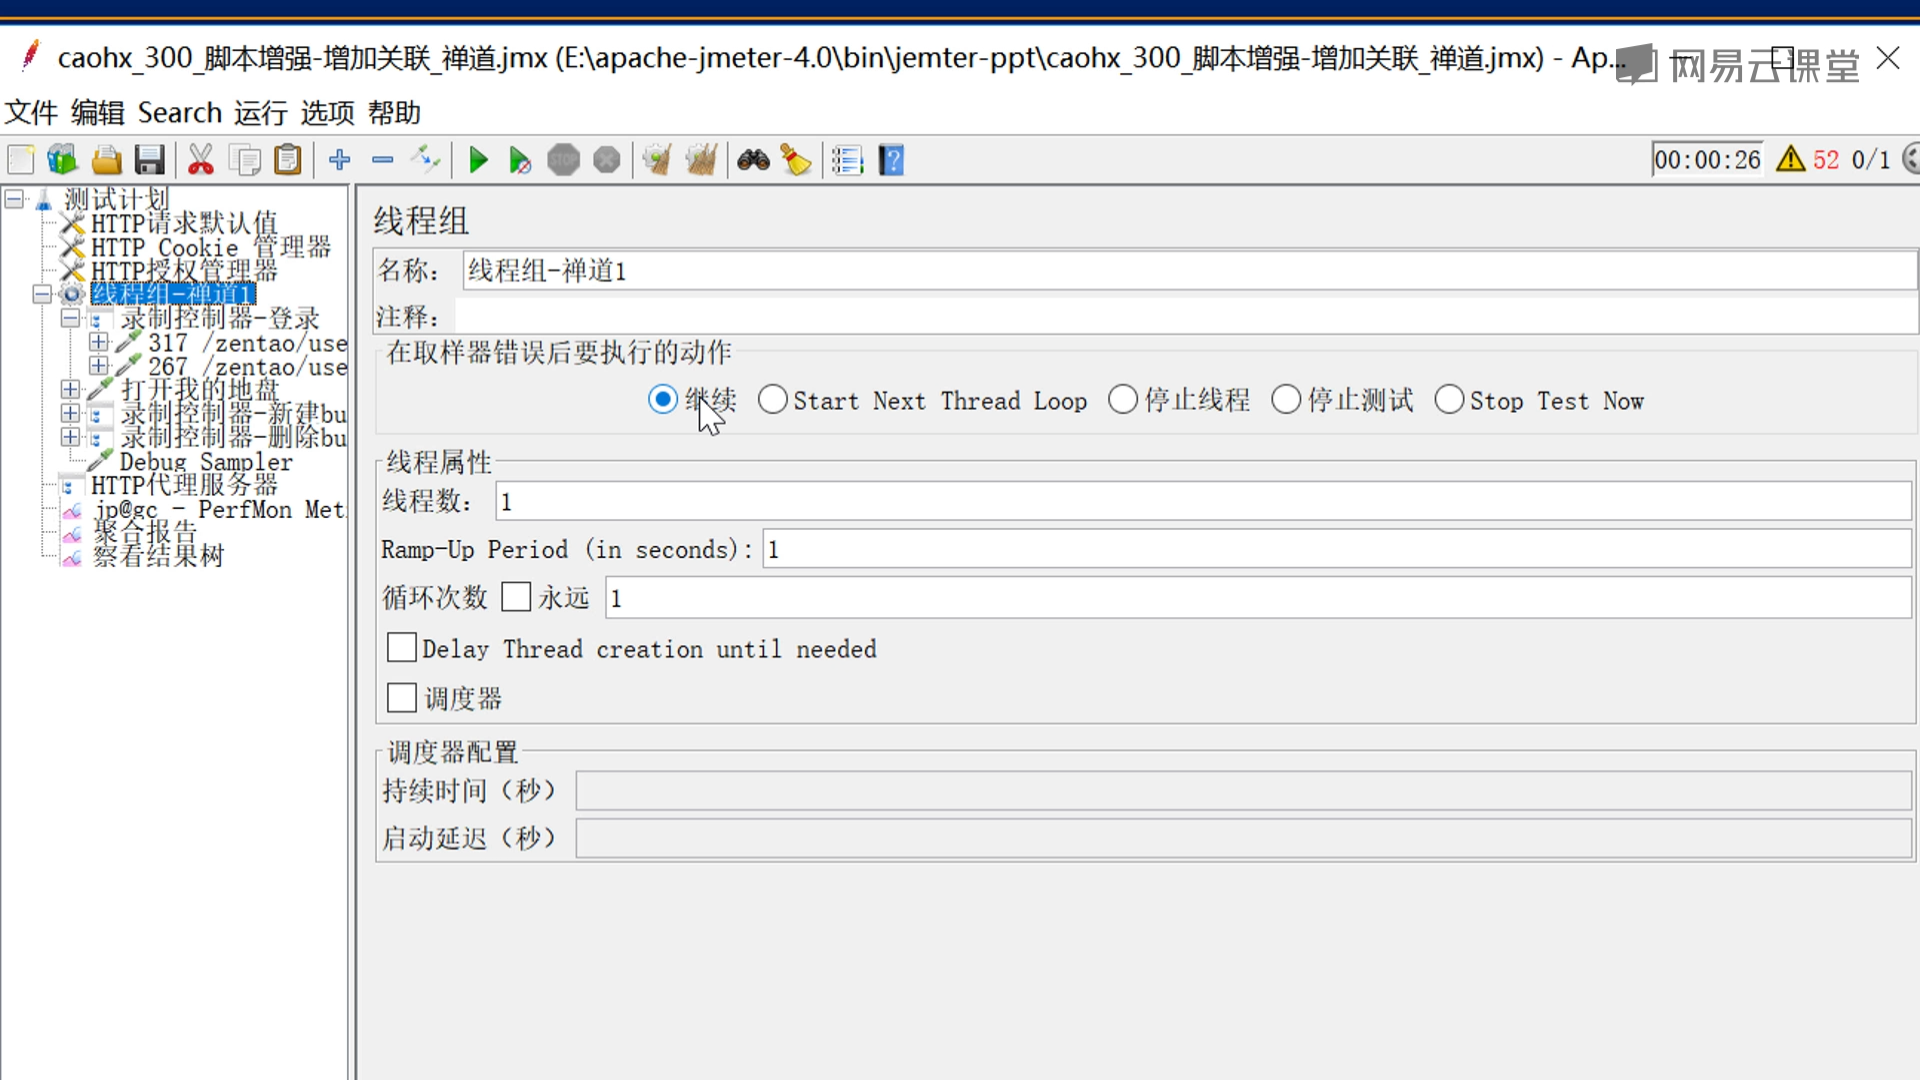 caohx_300_脚本增强-增加关联_禅道.jmx (E:\apache-jmeter-4.0\bin\jemter-ppt\caohx_300_脚本增强-增加关联_禅道.jmx) - Ap...
网易云课堂
文件 编辑 Search 运行 选项 帮助
STOP
00:00:26 52 0/1
测试计划
HTTP请求默认值
HTTP Cookie 管理器
HTTP授权管理器
线程组-禅道1
录制控制器-登录
317 /zentao/use
267 /zentao/use
打开我的地盘
录制控制器-新建bu
录制控制器-删除bu
Debug Sampler
HTTP代理服务器
jp@gc - PerfMon Met
聚合报告
察看结果树
线程组
名称: 线程组-禅道1
注释:
在取样器错误后要执行的动作
继续 Start Next Thread Loop 停止线程 停止测试 Stop Test Now
线程属性
线程数: 1
Ramp-Up Period (in seconds): 1
循环次数 永远 1
Delay Thread creation until needed
调度器
调度器配置
持续时间（秒）
启动延迟（秒）